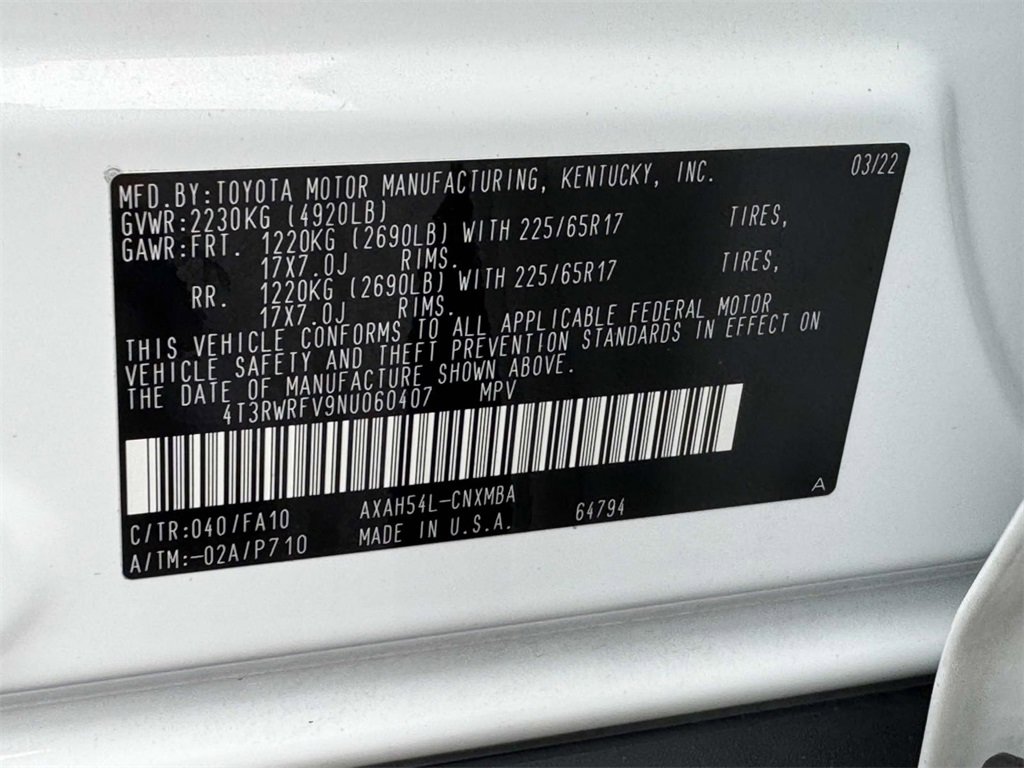 03/22
MFD.BY:TOYOTA MOTOR MANUFACTURING, KENTUCKY, INC.
GVWR:2230KG (4920LB)
GAWR:FRT. 1220KG (2690LB) WITH 225/65R17 TIRES,
17X7.0J RIMS.
RR. 1220KG (2690LB) WITH 225/65R17 TIRES,
17X7.0J RIMS.
THIS VEHICLE CONFORMS TO ALL APPLICABLE FEDERAL MOTOR
VEHICLE SAFETY AND THEFT PREVENTION STANDARDS IN EFFECT ON
THE DATE OF MANUFACTURE SHOWN ABOVE.
4T3RWRFV9NU060407 MPV
C/TR:040/FA10 AXAH54L-CNXMBA 64794 A
A/TM:-02A/P710 MADE IN U.S.A.